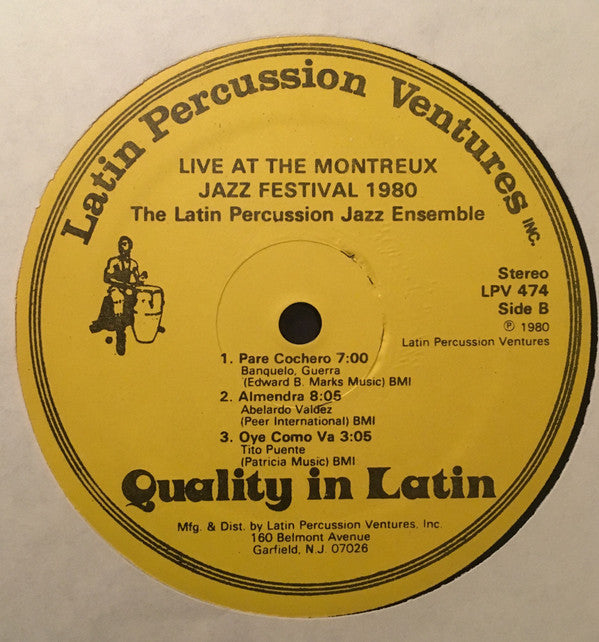 Latin Percussion Ventures INC.
LIVE AT THE MONTREUX
JAZZ FESTIVAL 1980
The Latin Percussion Jazz Ensemble
Stereo
LPV 474
Side B
℗ 1980
Latin Percussion Ventures
1. Pare Cochero 7:00
Banquelo, Guerra
(Edward B. Marks Music) BMI
2. Almendra 8:05
Abelardo Valdez
(Peer International) BMI
3. Oye Como Va 3:05
Tito Puente
(Patricia Music) BMI
Quality in Latin
Mfg. & Dist. by Latin Percussion Ventures, Inc.
160 Belmont Avenue
Garfield, N.J. 07026